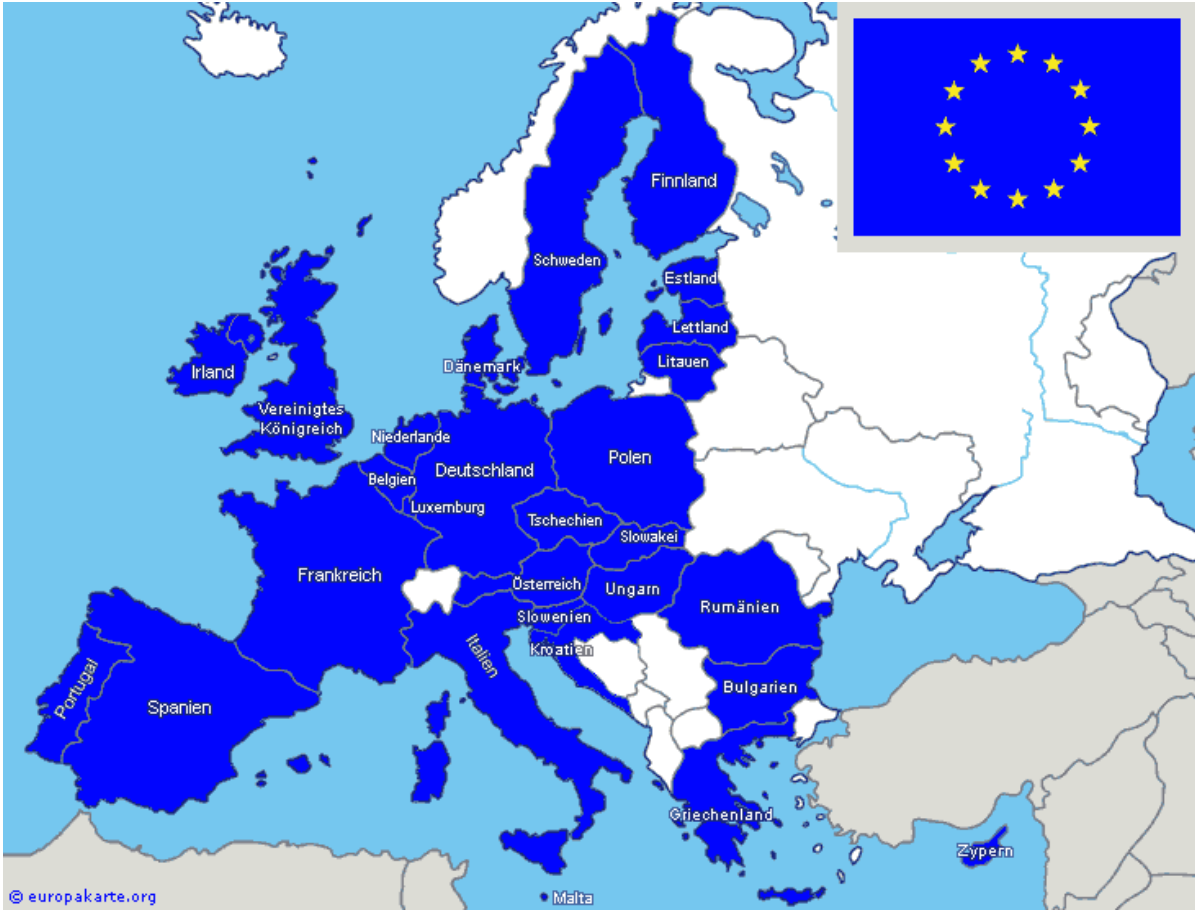 Finnland
Schweden
Estland
Lettland
Litauen
Dänemark
Irland
Vereinigtes
Königreich
Niederlande
Belgien
Luxemburg
Deutschland
Polen
Tschechien
Slowakei
Frankreich
Österreich
Ungarn
Rumänien
Slowenien
Kroatien
Italien
Portugal
Spanien
Bulgarien
Griechenland
Zypern
Malta
© europakarte.org